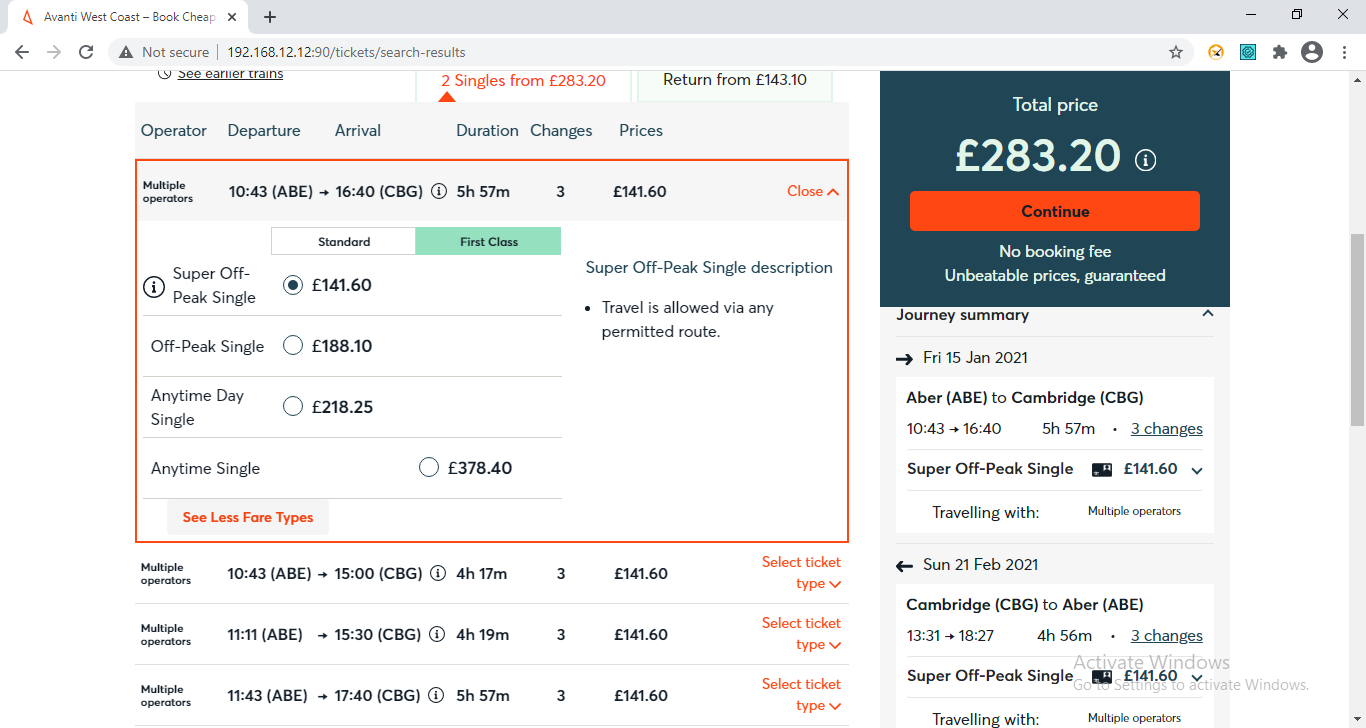 Avanti West Coast – Book Cheap
Not secure
192.168.12.12:90/tickets/search-results
See earlier trains
2 Singles from £283.20
Return from £143.10
Operator Departure Arrival Duration Changes Prices
Multiple operators
10:43 (ABE) → 16:40 (CBG) 5h 57m 3 £141.60 Close
Standard First Class
Super Off-
Peak Single
£141.60
Off-Peak Single £188.10
Anytime Day
Single
£218.25
Anytime Single £378.40
See Less Fare Types
Super Off-Peak Single description
• Travel is allowed via any
permitted route.
Multiple
operators
10:43 (ABE) → 15:00 (CBG) 4h 17m 3 £141.60
Select ticket
type
Multiple
operators
11:11 (ABE) → 15:30 (CBG) 4h 19m 3 £141.60
Select ticket
type
Multiple
operators
11:43 (ABE) → 17:40 (CBG) 5h 57m 3 £141.60
Select ticket
type
Total price
£283.20
Continue
No booking fee
Unbeatable prices, guaranteed
Journey summary
→ Fri 15 Jan 2021
Aber (ABE) to Cambridge (CBG)
10:43 → 16:40 5h 57m · 3 changes
Super Off-Peak Single £141.60
Travelling with: Multiple operators
← Sun 21 Feb 2021
Cambridge (CBG) to Aber (ABE)
13:31 → 18:27 4h 56m · 3 changes
Super Off-Peak Single £141.60
Travelling with: Multiple operators
Activate Windows
Go to Settings to activate Windows.